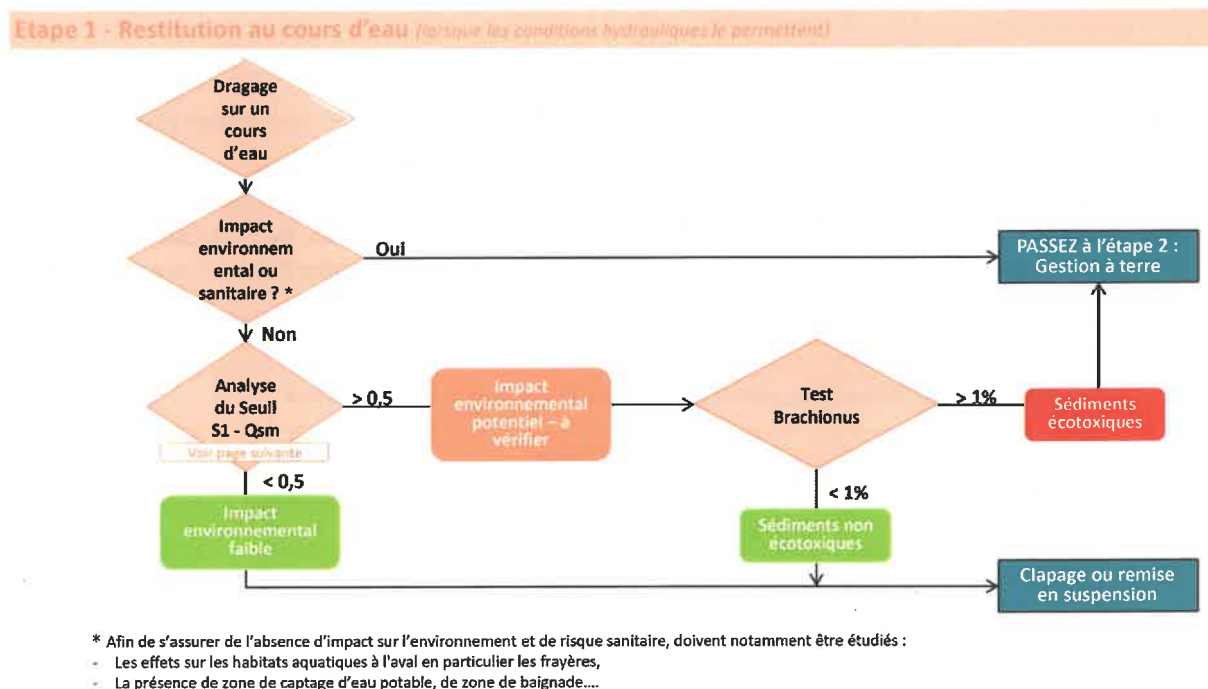 Etape 1 - Restitution au cours d'eau (lorsque les conditions hydrauliques le permettent)
Dragage
sur un
cours
d'eau
Impact
environnem
ental ou
sanitaire ? *
Oui
PASSEZ à l'étape 2 :
Gestion à terre
Non
Analyse
du Seuil
S1 - Qsm
Voir page suivante
> 0,5
Impact
environnemental
potentiel – à
vérifier
Test
Brachionus
> 1%
Sédiments
écotoxiques
< 0,5
Impact
environnemental
faible
< 1%
Sédiments non
écotoxiques
Clapage ou remise
en suspension
* Afin de s'assurer de l'absence d'impact sur l'environnement et de risque sanitaire, doivent notamment être étudiés :
- Les effets sur les habitats aquatiques à l'aval en particulier les frayères,
- La présence de zone de captage d'eau potable, de zone de baignade....